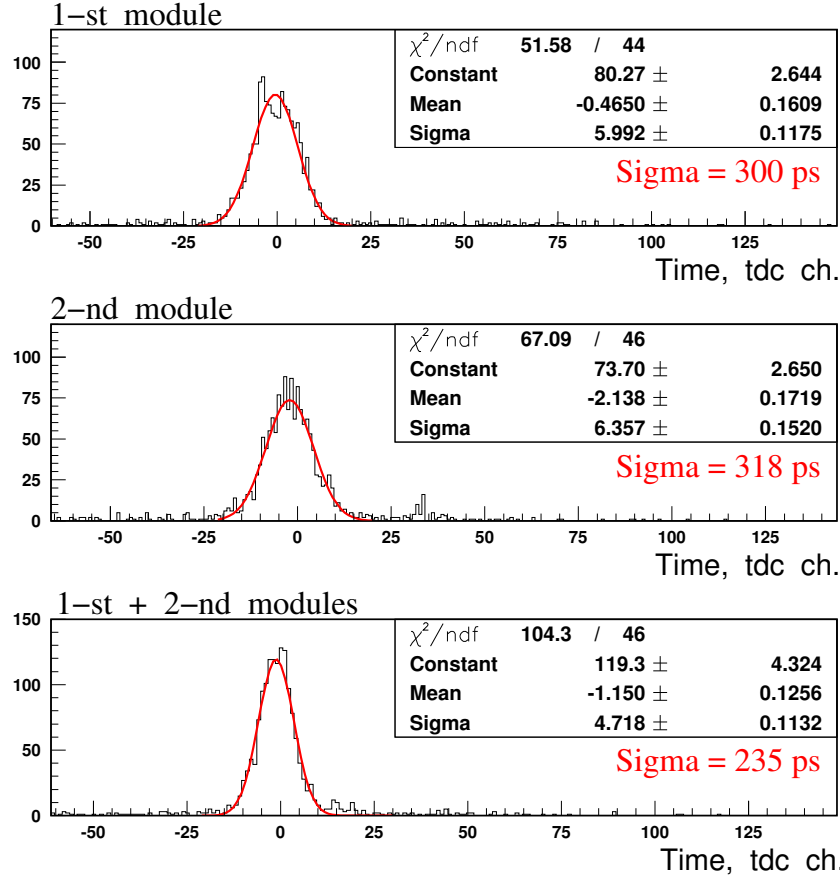 1−st module
χ²/ndf 51.58 / 44
Constant 80.27 ± 2.644
Mean -0.4650 ± 0.1609
Sigma 5.992 ± 0.1175
Sigma = 300 ps
100
75
50
25
0
-50 -25 0 25 50 75 100 125
Time, tdc ch.
2−nd module
χ²/ndf 67.09 / 46
Constant 73.70 ± 2.650
Mean -2.138 ± 0.1719
Sigma 6.357 ± 0.1520
Sigma = 318 ps
100
75
50
25
0
-50 -25 0 25 50 75 100 125
Time, tdc ch.
1−st + 2−nd modules
χ²/ndf 104.3 / 46
Constant 119.3 ± 4.324
Mean -1.150 ± 0.1256
Sigma 4.718 ± 0.1132
Sigma = 235 ps
150
100
50
0
-50 -25 0 25 50 75 100 125
Time, tdc ch.